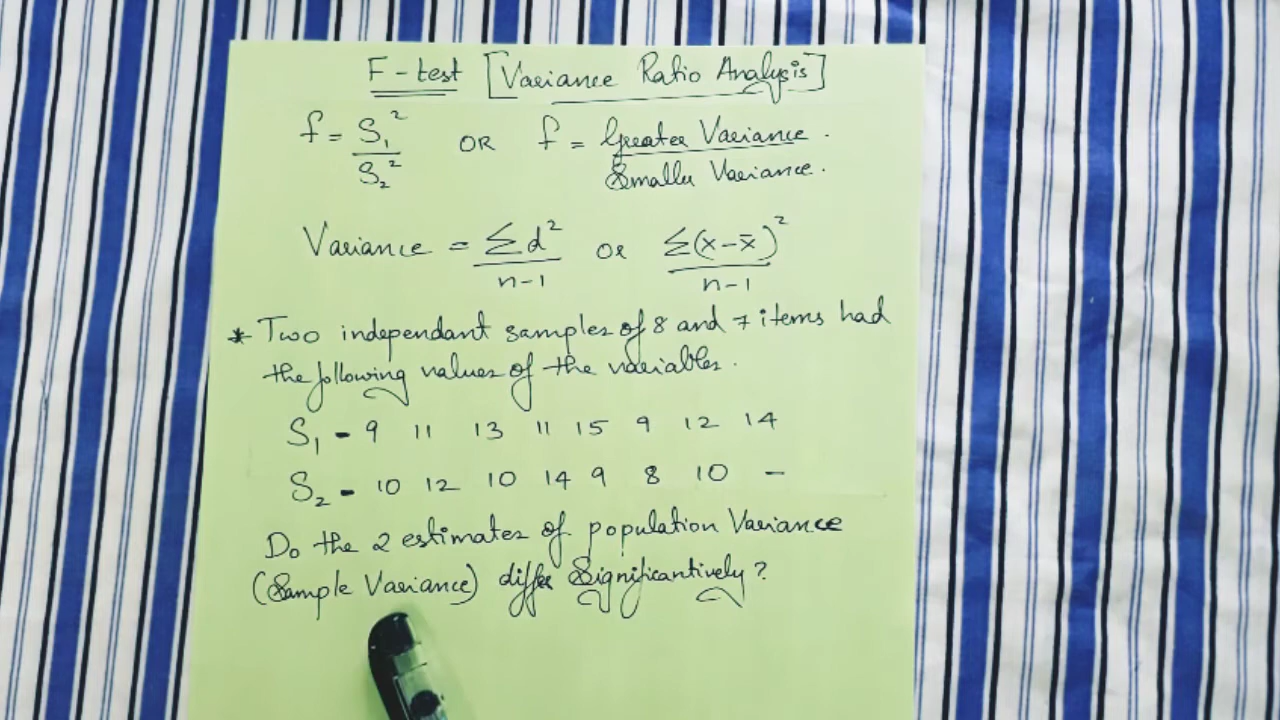 F-test [Variance Ratio Analysis]
f = S₁²/S₂² OR f = Greater Variance / Smaller Variance.
Variance = Σd²/n-1 or Σ(x-x̄)²/n-1
* Two independant samples of 8 and 7 items had
the following values of the variables.
S₁ - 9 11 13 11 15 9 12 14
S₂ - 10 12 10 14 9 8 10 -
Do the 2 estimates of population Variance
(Sample Variance) differ Significantively?